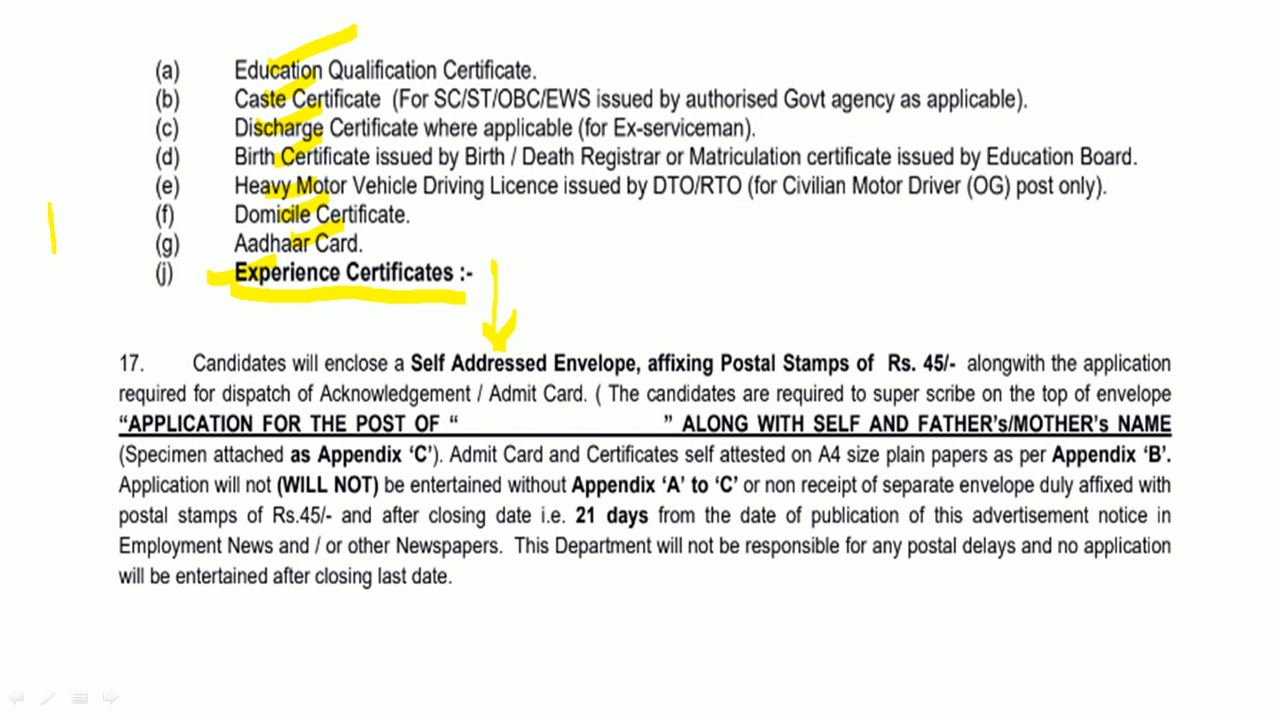 (a) Education Qualification Certificate.
(b) Caste Certificate (For SC/ST/OBC/EWS issued by authorised Govt agency as applicable).
(c) Discharge Certificate where applicable (for Ex-serviceman).
(d) Birth Certificate issued by Birth / Death Registrar or Matriculation certificate issued by Education Board.
(e) Heavy Motor Vehicle Driving Licence issued by DTO/RTO (for Civilian Motor Driver (OG) post only).
(f) Domicile Certificate.
(g) Aadhaar Card.
(j) Experience Certificates :-
17. Candidates will enclose a Self Addressed Envelope, affixing Postal Stamps of Rs. 45/- alongwith the application
required for dispatch of Acknowledgement / Admit Card. ( The candidates are required to super scribe on the top of envelope
“APPLICATION FOR THE POST OF “ ” ALONG WITH SELF AND FATHER’s/MOTHER’s NAME
(Specimen attached as Appendix ‘C’). Admit Card and Certificates self attested on A4 size plain papers as per Appendix ‘B’.
Application will not (WILL NOT) be entertained without Appendix ‘A’ to ‘C’ or non receipt of separate envelope duly affixed with
postal stamps of Rs.45/- and after closing date i.e. 21 days from the date of publication of this advertisement notice in
Employment News and / or other Newspapers. This Department will not be responsible for any postal delays and no application
will be entertained after closing last date.